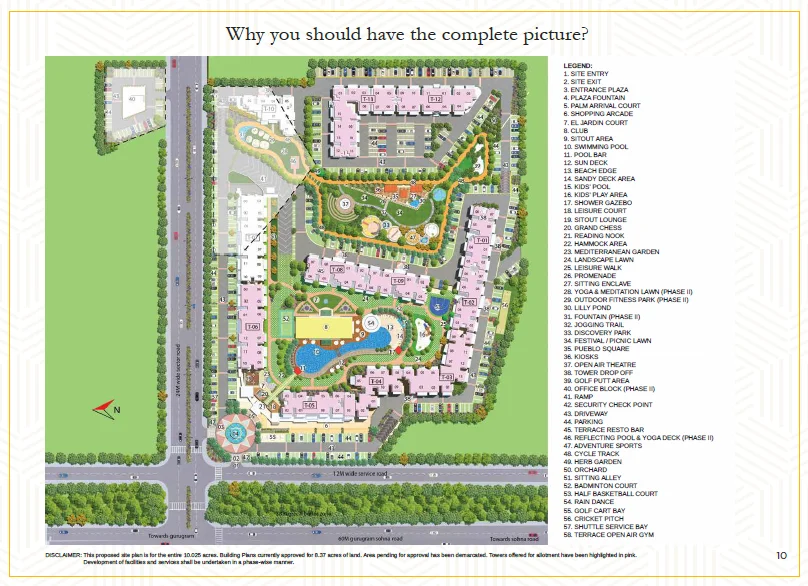 Why you should have the complete picture?
LEGEND:
1. SITE ENTRY
2. SITE EXIT
3. ENTRANCE PLAZA
4. PLAZA FOUNTAIN
5. PALM ARRIVAL COURT
6. SHOPPING ARCADE
7. EL JARDIN COURT
8. CLUB
9. SITOUT AREA
10. SWIMMING POOL
11. POOL BAR
12. SUN DECK
13. BEACH EDGE
14. SANDY DECK AREA
15. KIDS' POOL
16. KIDS' PLAY AREA
17. SHOWER GAZEBO
18. LEISURE COURT
19. SITOUT LOUNGE
20. GRAND CHESS
21. READING NOOK
22. HAMMOCK AREA
23. MEDITERRANEAN GARDEN
24. LANDSCAPE LAWN
25. LEISURE WALK
26. PROMENADE
27. SITTING ENCLAVE
28. YOGA & MEDITATION LAWN (PHASE II)
29. OUTDOOR FITNESS PARK (PHASE II)
30. LILLY POND
31. FOUNTAIN (PHASE II)
32. JOGGING TRAIL
33. DISCOVERY PARK
34. FESTIVAL / PICNIC LAWN
35. PUEBLO SQUARE
36. KIOSKS
37. OPEN AIR THEATRE
38. TOWER DROP OFF
39. GOLF PUTT AREA
40. OFFICE BLOCK (PHASE II)
41. RAMP
42. SECURITY CHECK POINT
43. DRIVEWAY
44. PARKING
45. TERRACE RESTO BAR
46. REFLECTING POOL & YOGA DECK (PHASE II)
47. ADVENTURE SPORTS
48. CYCLE TRACK
49. HERB GARDEN
50. ORCHARD
51. SITTING ALLEY
52. BADMINTON COURT
53. HALF BASKETBALL COURT
54. RAIN DANCE
55. GOLF CART BAY
56. CRICKET PITCH
57. SHUTTLE SERVICE BAY
58. TERRACE OPEN AIR GYM
40
T-10
T-13
T-12
T-01
T-08
T-09
T-02
T-06
T-03
T-04
T-05
24M wide sector road
N
12M wide service road
60M gurugram sohna road
Towards gurugram
Towards sohna road
DISCLAIMER: This proposed site plan is for the entire 10.025 acres. Building Plans currently approved for 8.37 acres of land. Area pending for approval has been demarcated. Towers offered for allotment have been highlighted in pink.
Development of facilities and services shall be undertaken in a phase-wise manner.
10